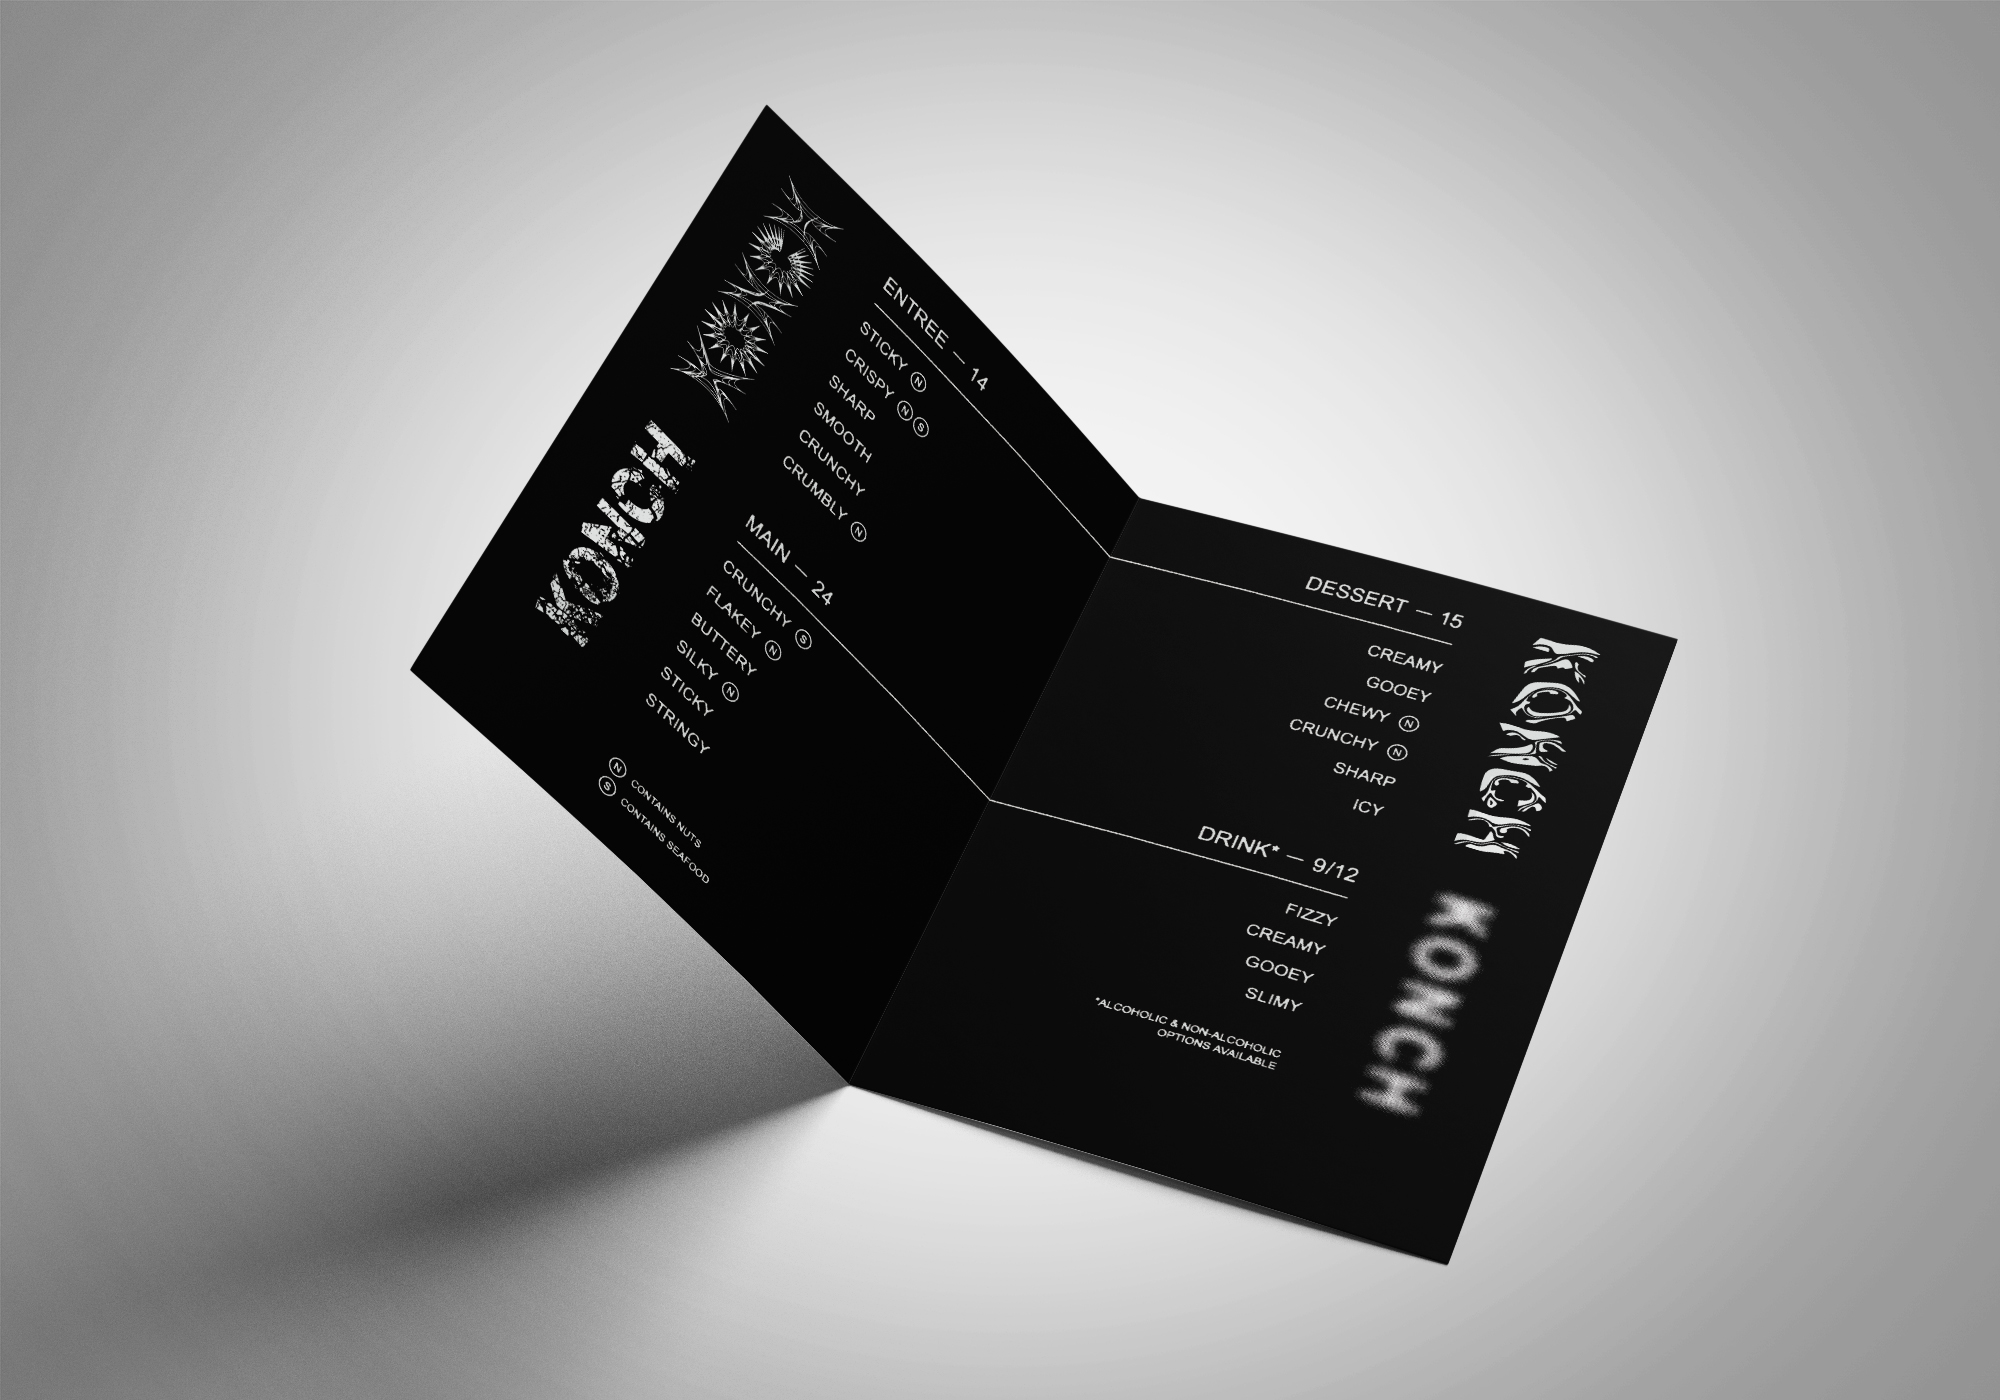 KONCH
KONCH
ENTREE — 14
STICKY N
CRISPY N S
SHARP
SMOOTH
CRUNCHY
CRUMBLY N
MAIN — 24
CRUNCHY S
FLAKEY N
BUTTERY
SILKY N
STICKY
STRINGY
N CONTAINS NUTS
S CONTAINS SEAFOOD
DESSERT — 15
CREAMY
GOOEY
CHEWY N
CRUNCHY N
SHARP
ICY
DRINK* — 9/12
FIZZY
CREAMY
GOOEY
SLIMY
*ALCOHOLIC & NON-ALCOHOLIC
OPTIONS AVAILABLE
KONCH
KONCH